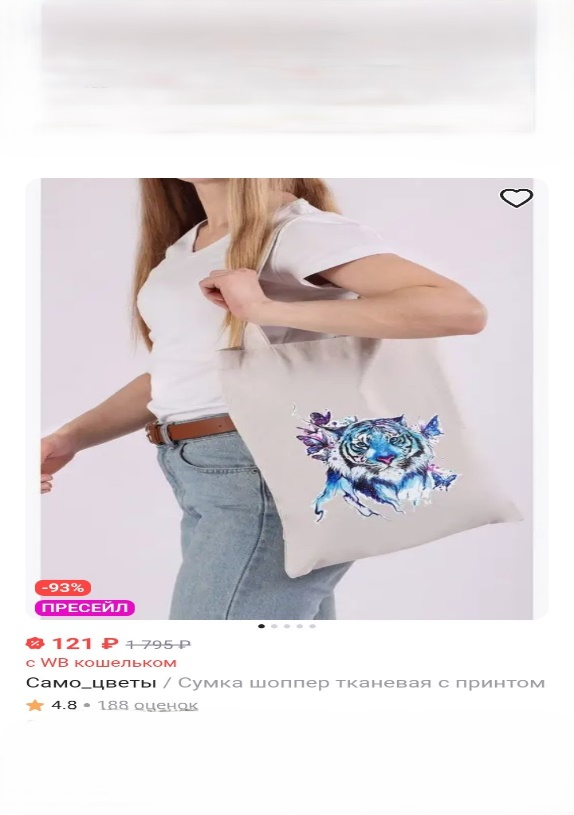 -93%
ПРЕСЕЙЛ
121 ₽ 1 795 ₽
с WB кошельком
Само_цветы / Сумка шоппер тканевая с принтом
4.8 • 188 оценок